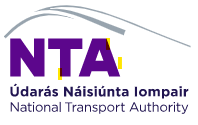 NTA
Údarás Náisiúnta Iompair
National Transport Authority